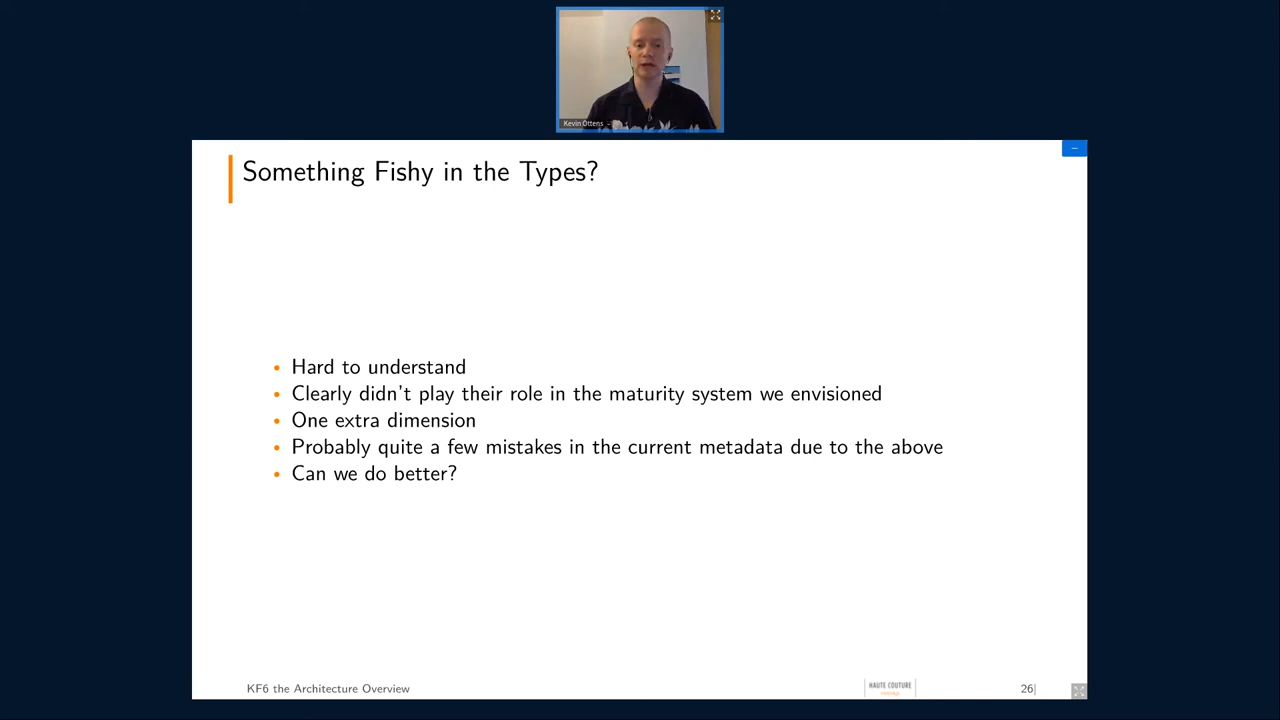 Kevin Ottens
Something Fishy in the Types?
• Hard to understand
• Clearly didn't play their role in the maturity system we envisioned
• One extra dimension
• Probably quite a few mistakes in the current metadata due to the above
• Can we do better?
KF6 the Architecture Overview
HAUTE COUTURE
26|